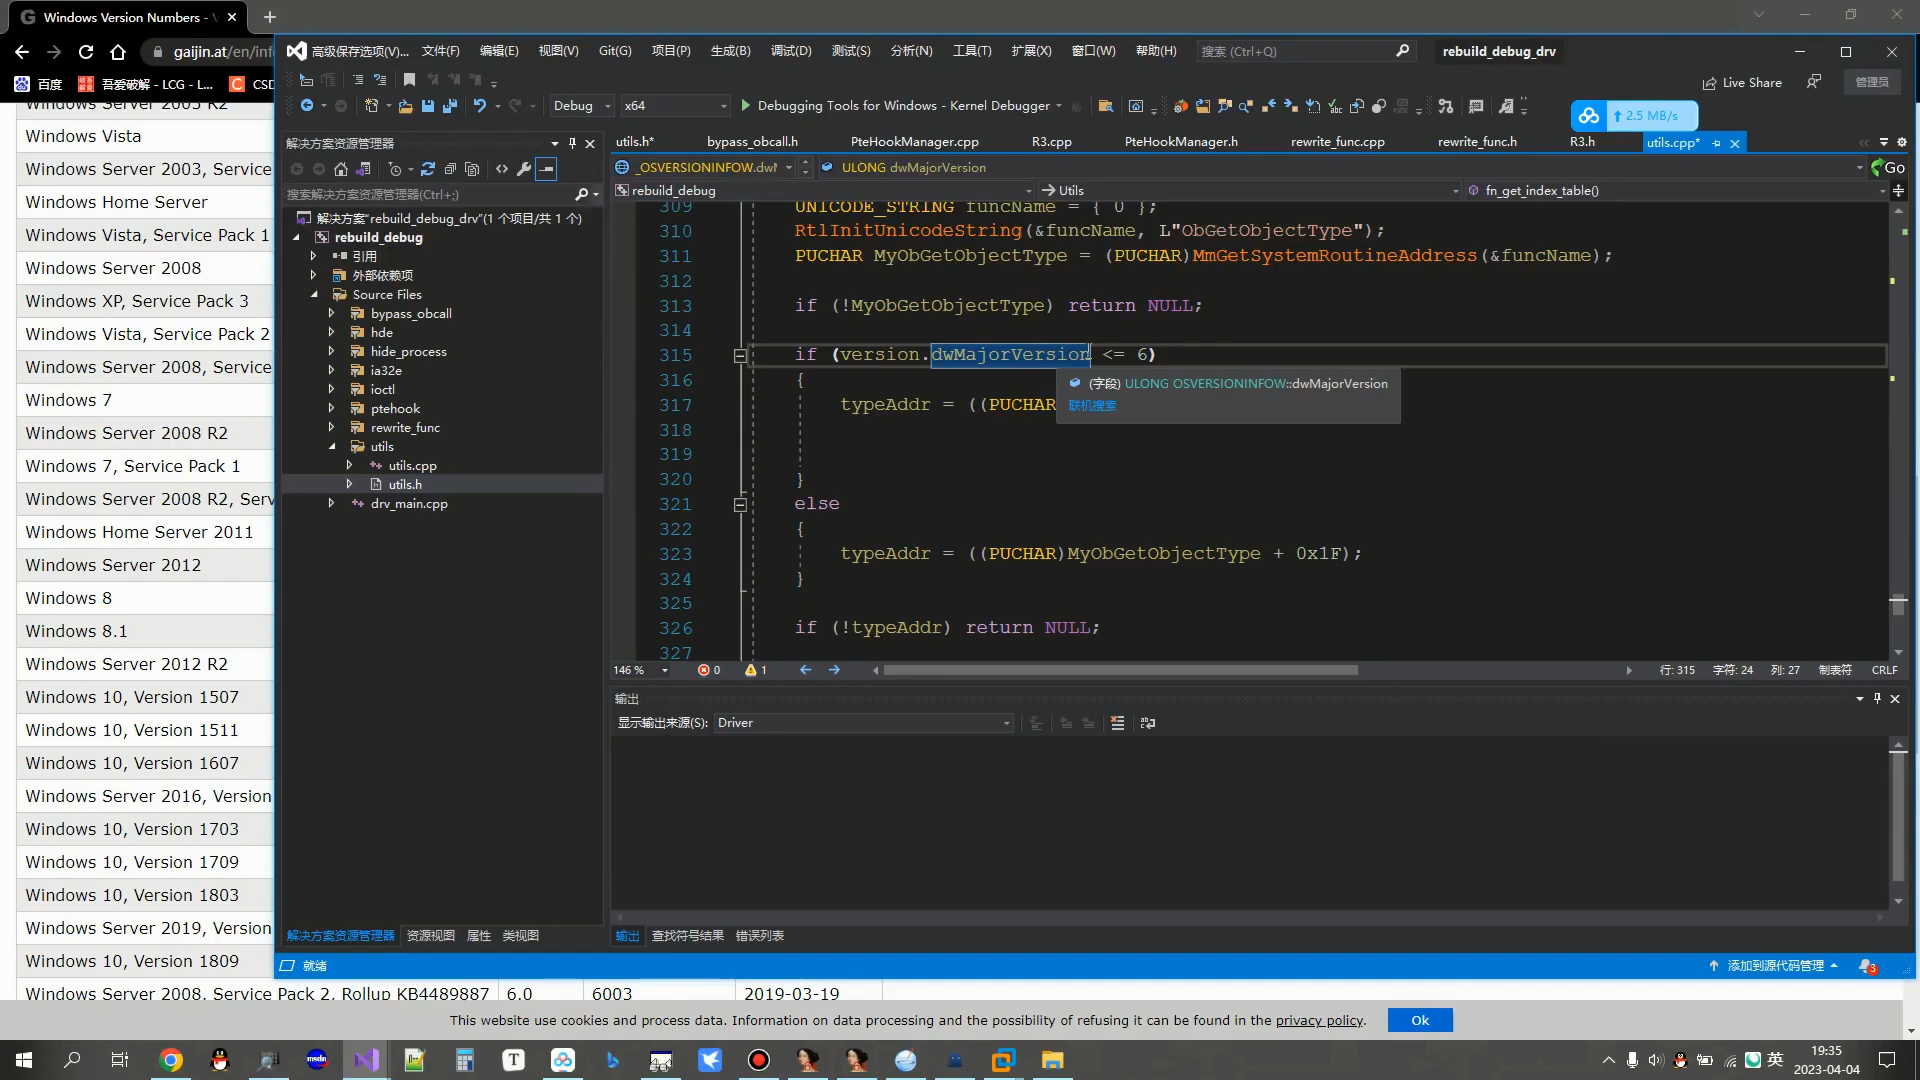 Windows Version Numbers -
gaijin.at/en/inf
百度
吾爱破解 - LCG - L...
CSD
Windows Server 2003 R2
Windows Vista
Windows Server 2003, Service
Windows Home Server
Windows Vista, Service Pack 1
Windows Server 2008
Windows XP, Service Pack 3
Windows Vista, Service Pack 2
Windows Server 2008, Service
Windows 7
Windows Server 2008 R2
Windows 7, Service Pack 1
Windows Server 2008 R2, Serv
Windows Home Server 2011
Windows Server 2012
Windows 8
Windows 8.1
Windows Server 2012 R2
Windows 10, Version 1507
Windows 10, Version 1511
Windows 10, Version 1607
Windows Server 2016, Version
Windows 10, Version 1703
Windows 10, Version 1709
Windows 10, Version 1803
Windows Server 2019, Version
Windows 10, Version 1809
Windows Server 2008, Service Pack 2, Rollup KB4489887 6.0 6003 2019-03-19
高级保存选项(V)... 文件(F) 编辑(E) 视图(V) Git(G) 项目(P) 生成(B) 调试(D) 测试(S) 分析(N) 工具(T) 扩展(X) 窗口(W) 帮助(H) 搜索 (Ctrl+Q) rebuild_debug_drv
Live Share 管理员
Debug x64 Debugging Tools for Windows - Kernel Debugger
2.5 MB/s
解决方案资源管理器
搜索解决方案资源管理器(Ctrl+;)
解决方案"rebuild_debug_drv"(1 个项目/共 1 个)
rebuild_debug
引用
外部依赖项
Source Files
bypass_obcall
hde
hide_process
ia32e
ioctl
ptehook
rewrite_func
utils
utils.cpp
utils.h
drv_main.cpp
解决方案资源管理器 资源视图 属性 类视图
utils.h* bypass_obcall.h PteHookManager.cpp R3.cpp PteHookManager.h rewrite_func.cpp rewrite_func.h R3.h utils.cpp*
_OSVERSIONINFOW.dwM ULONG dwMajorVersion Go
rebuild_debug Utils fn_get_index_table()
309 UNICODE_STRING funcName = { 0 };
310 RtlInitUnicodeString(&funcName, L"ObGetObjectType");
311 PUCHAR MyObGetObjectType = (PUCHAR)MmGetSystemRoutineAddress(&funcName);
312
313 if (!MyObGetObjectType) return NULL;
314
315 if (version.dwMajorVersion <= 6)
316 {
(字段) ULONG OSVERSIONINFOW::dwMajorVersion
联机搜索
317 typeAddr = ((PUCHAR
318
319
320 }
321 else
322 {
323 typeAddr = ((PUCHAR)MyObGetObjectType + 0x1F);
324 }
325
326 if (!typeAddr) return NULL;
327
146 % 0 1 行: 315 字符: 24 列: 27 制表符 CRLF
输出
显示输出来源(S): Driver
输出 查找符号结果 错误列表
就绪 添加到源代码管理 3
This website use cookies and process data. Information on data processing and the possibility of refusing it can be found in the privacy policy. Ok
msdn
T
英
19:35
2023-04-04